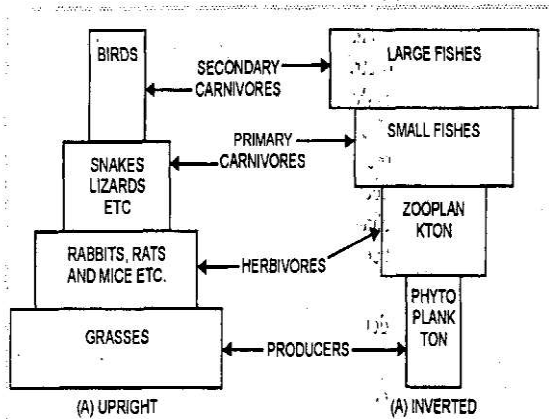 BIRDS
SECONDARY
CARNIVORES
LARGE FISHES
PRIMARY
CARNIVORES
SMALL FISHES
SNAKES
LIZARDS
ETC
ZOOPLAN
KTON
RABBITS, RATS
AND MICE ETC.
HERBIVORES
PHYTO
PLANK
TON
GRASSES
PRODUCERS
(A) UPRIGHT
(A) INVERTED